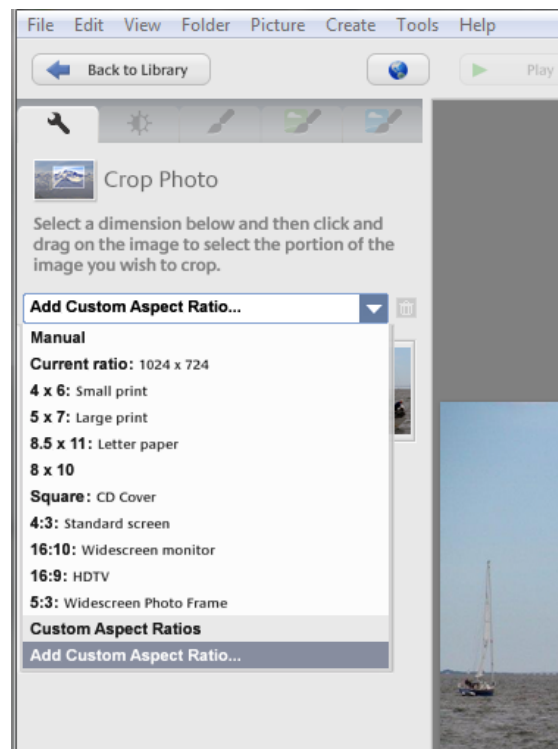 File Edit View Folder Picture Create Tools Help
Back to Library
Play
Crop Photo
Select a dimension below and then click and
drag on the image to select the portion of the
image you wish to crop.
Add Custom Aspect Ratio...
Manual
Current ratio: 1024 x 724
4 x 6: Small print
5 x 7: Large print
8.5 x 11: Letter paper
8 x 10
Square: CD Cover
4:3: Standard screen
16:10: Widescreen monitor
16:9: HDTV
5:3: Widescreen Photo Frame
Custom Aspect Ratios
Add Custom Aspect Ratio...